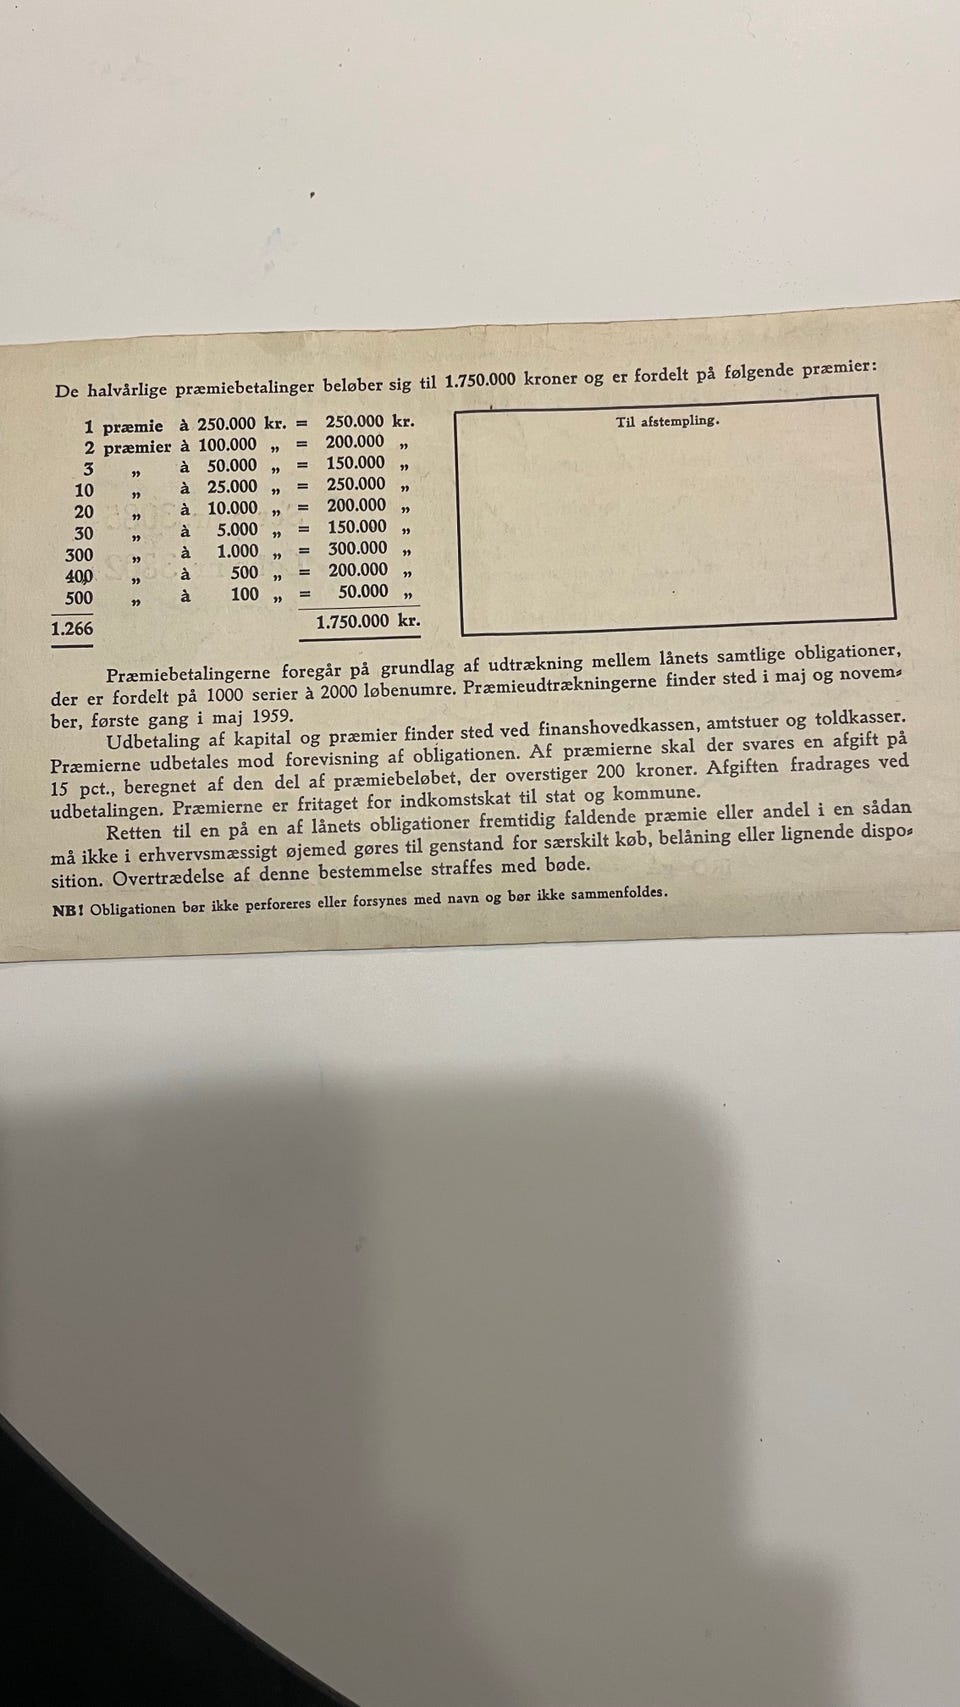 De halvårlige præmiebetalinger beløber sig til 1.750.000 kroner og er fordelt på følgende præmier:
1 præmie à 250.000 kr. = 250.000 kr.
2 præmier à 100.000 „ = 200.000 „
3 „ à 50.000 „ = 150.000 „
10 „ à 25.000 „ = 250.000 „
20 „ à 10.000 „ = 200.000 „
30 „ à 5.000 „ = 150.000 „
300 „ à 1.000 „ = 300.000 „
400 „ à 500 „ = 200.000 „
500 „ à 100 „ = 50.000 „
1.266 1.750.000 kr.
Til afstempling.
Præmiebetalingerne foregår på grundlag af udtrækning mellem lånets samtlige obligationer,
der er fordelt på 1000 serier à 2000 løbenumre. Præmieudtrækningerne finder sted i maj og novem-
ber, første gang i maj 1959.
Udbetaling af kapital og præmier finder sted ved finanshovedkassen, amtstuer og toldkasser.
Præmierne udbetales mod forevisning af obligationen. Af præmierne skal der svares en afgift på
15 pct., beregnet af den del af præmiebeløbet, der overstiger 200 kroner. Afgiften fradrages ved
udbetalingen. Præmierne er fritaget for indkomstskat til stat og kommune.
Retten til en på en af lånets obligationer fremtidig faldende præmie eller andel i en sådan
må ikke i erhvervsmæssigt øjemed gøres til genstand for særskilt køb, belåning eller lignende dispo-
sition. Overtrædelse af denne bestemmelse straffes med bøde.
NB! Obligationen bør ikke perforeres eller forsynes med navn og bør ikke sammenfoldes.